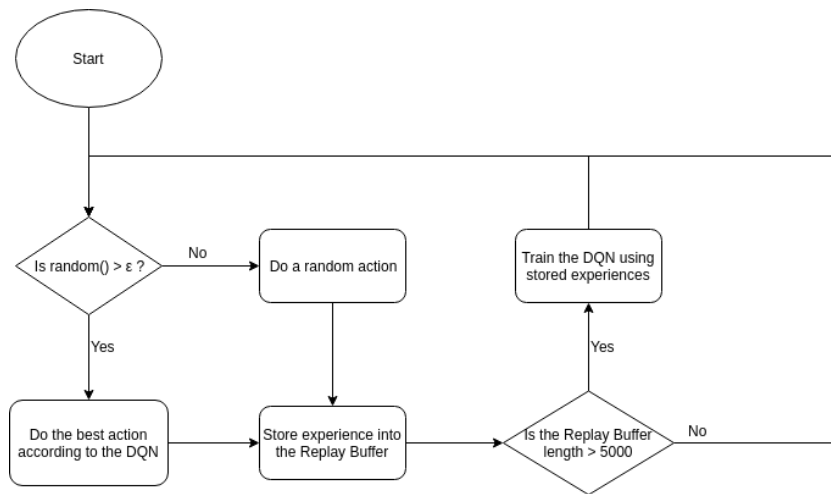 Start
Is random() > ε ?
No
Do a random action
Train the DQN using
stored experiences
Yes
Yes
Do the best action
according to the DQN
Store experience into
the Replay Buffer
Is the Replay Buffer
length > 5000
No